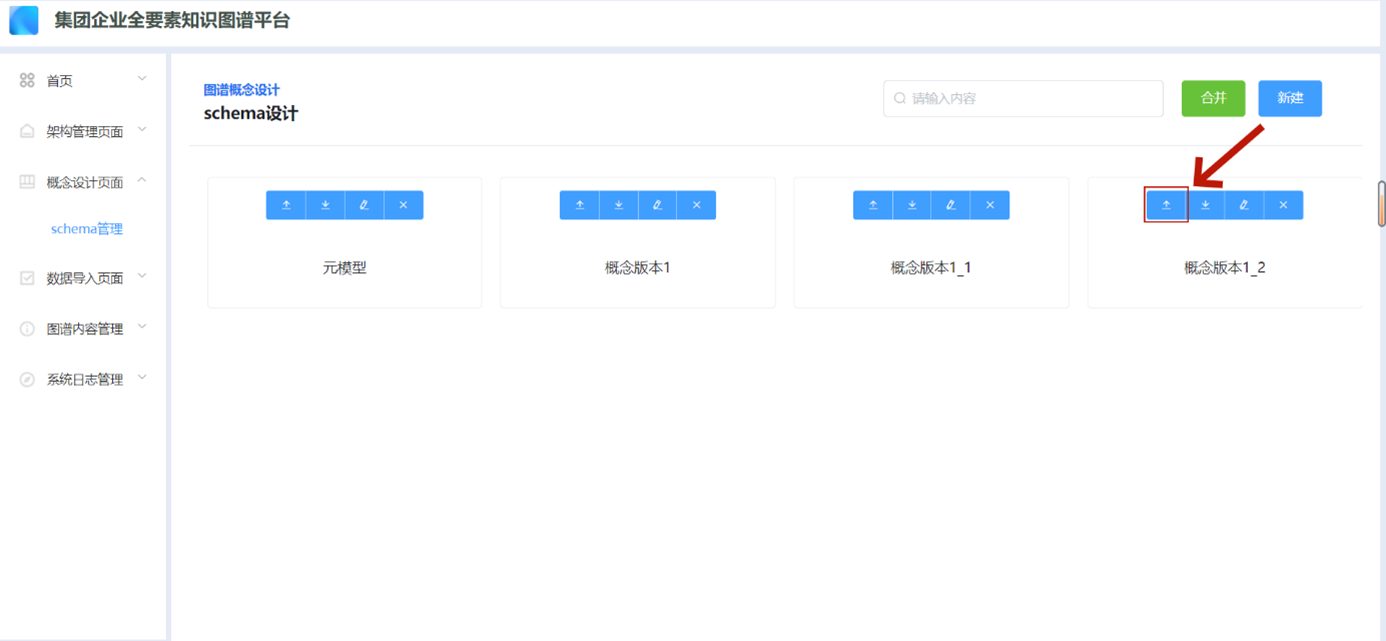 集团企业全要素知识图谱平台
首页
架构管理页面
概念设计页面
schema管理
数据导入页面
图谱内容管理
系统日志管理
图谱概念设计
schema设计
请输入内容
合并
新建
元模型
概念版本1
概念版本1_1
概念版本1_2